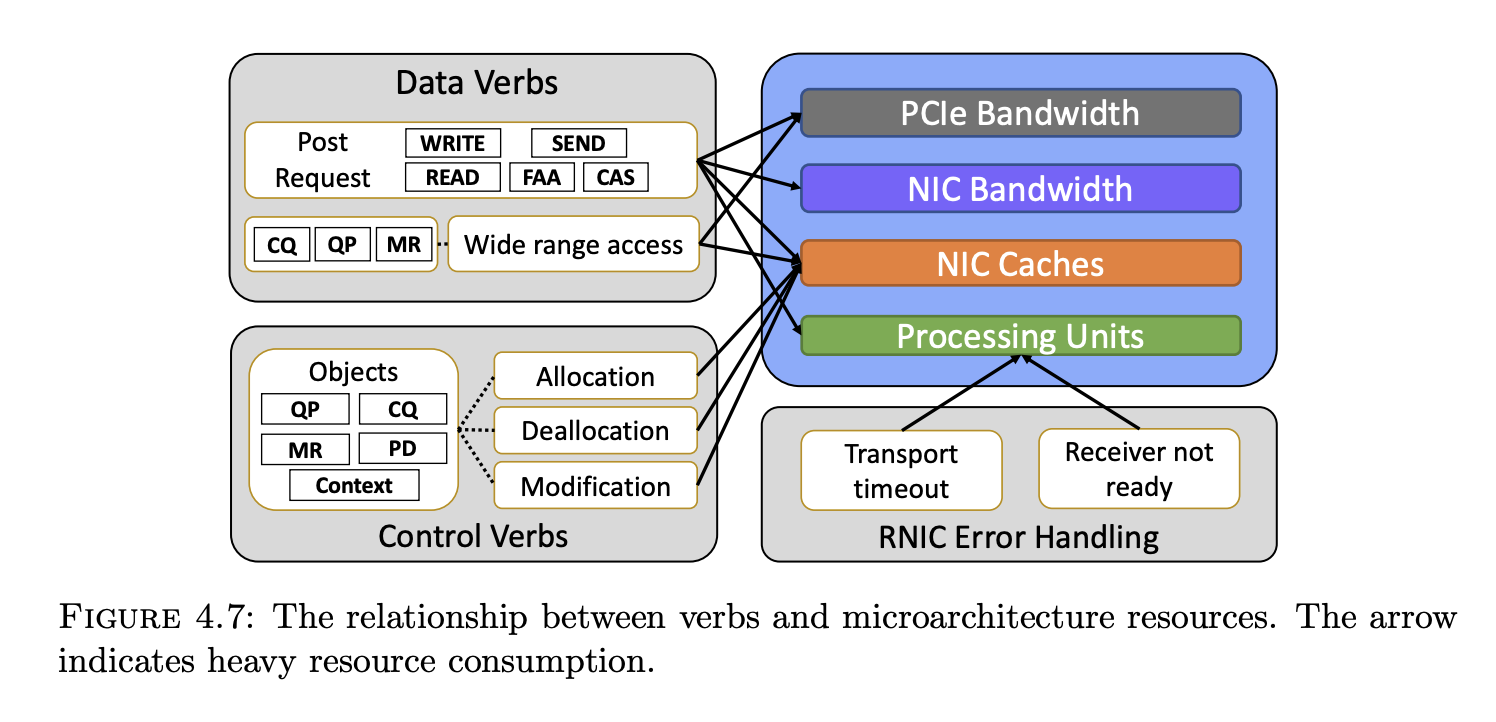 Data Verbs
Post
Request
WRITE
SEND
READ
FAA
CAS
CQ
QP
MR
Wide range access
Objects
QP
CQ
MR
PD
Context
Allocation
Deallocation
Modification
Control Verbs
PCIe Bandwidth
NIC Bandwidth
NIC Caches
Processing Units
Transport
timeout
Receiver not
ready
RNIC Error Handling
FIGURE 4.7: The relationship between verbs and microarchitecture resources. The arrow
indicates heavy resource consumption.